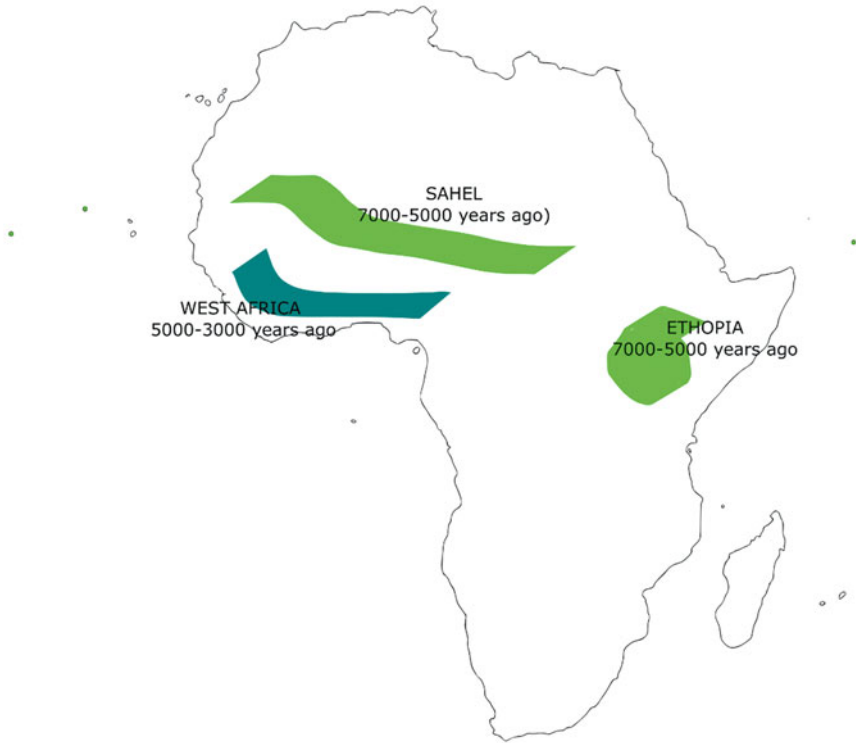 SAHEL
7000-5000 years ago)
WEST AFRICA
5000-3000 years ago
ETHOPIA
7000-5000 years ago